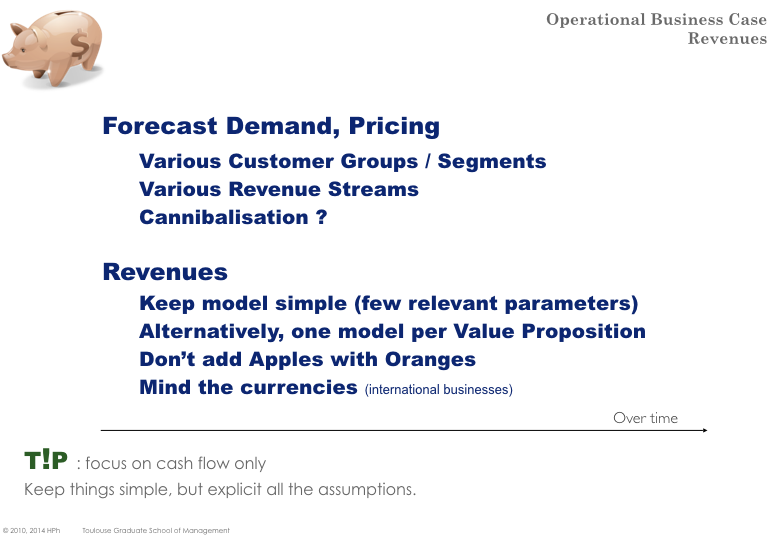 $
Operational Business Case
Revenues
Forecast Demand, Pricing
Various Customer Groups / Segments
Various Revenue Streams
Cannibalisation ?
Revenues
Keep model simple (few relevant parameters)
Alternatively, one model per Value Proposition
Don’t add Apples with Oranges
Mind the currencies (international businesses)
Over time
T!P : focus on cash flow only
Keep things simple, but explicit all the assumptions.
© 2010, 2014 HPh Toulouse Graduate School of Management